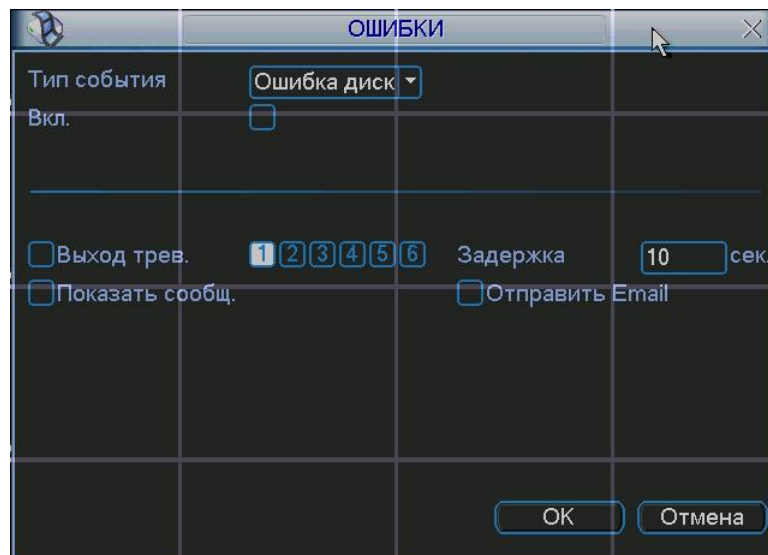 ОШИБКИ
Тип события Ошибка диск
Вкл.
Выход трев. 1 2 3 4 5 6 Задержка 10 сек.
Показать сообщ. Отправить Email
OK Отмена